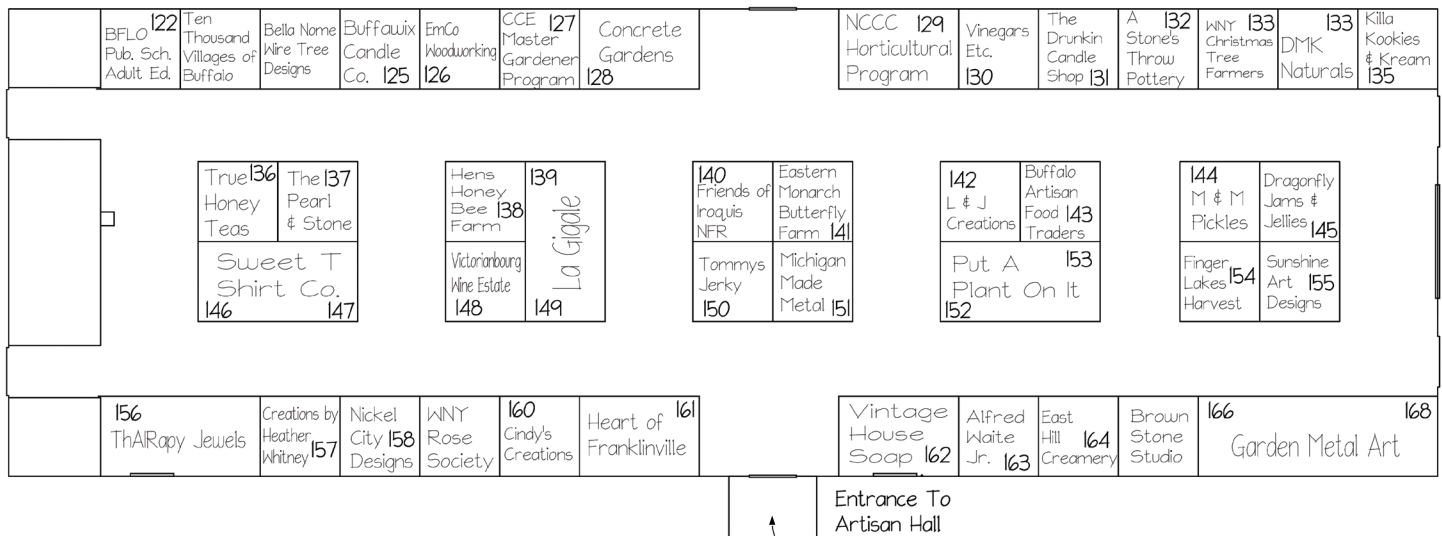 BFLO 122
Pub. Sch.
Adult Ed.
Ten
Thousand
Villages of
Buffalo
Bella Nome
Wire Tree
Designs
Buffawix
Candle
Co. 125
EmCo
Woodworking
126
CCE 127
Master
Gardener
Program
Concrete
Gardens
128
NCCC 129
Horticultural
Program
Vinegars
Etc.
130
The
Drunkin
Candle
Shop 131
A 132
Stone's
Throw
Pottery
WNY 133
Christmas
Tree
Farmers
133
DMK
Naturals
Killa
Kookies
& Kream
135
True 136
Honey
Teas
The 137
Pearl
& Stone
Sweet T
Shirt Co.
146 147
Hens
Honey
Bee 138
Farm
139
La Gigale
149
Victorianbourg
Wine Estate
148
140
Friends of
Iroquis
NFR
Eastern
Monarch
Butterfly
Farm 141
Tommys
Jerky
150
Michigan
Made
Metal 151
142
L & J
Creations
Buffalo
Artisan
Food 143
Traders
Put A 153
Plant On It
152
144
M & M
Pickles
Dragonfly
Jams &
Jellies 145
Finger
Lakes 154
Harvest
Sunshine
Art 155
Designs
156
ThAIRapy Jewels
Creations by
Heather
Whitney 157
Nickel
City 158
Designs
WNY
Rose
Society
160
Cindy's
Creations
Heart of 161
Franklinville
Vintage
House
Soap 162
Alfred
Waite
Jr. 163
East
Hill 164
Creamery
Brown
Stone
Studio
166 168
Garden Metal Art
Entrance To
Artisan Hall